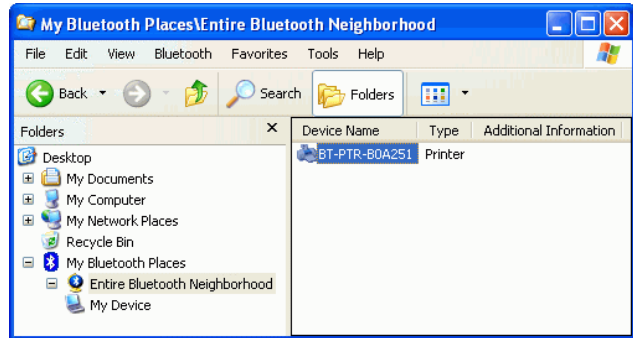 My Bluetooth Places\Entire Bluetooth Neighborhood
File Edit View Bluetooth Favorites Tools Help
Back Search Folders
Folders
Device Name Type Additional Information
Desktop
BT-PTR-B0A251 Printer
My Documents
My Computer
My Network Places
Recycle Bin
My Bluetooth Places
Entire Bluetooth Neighborhood
My Device